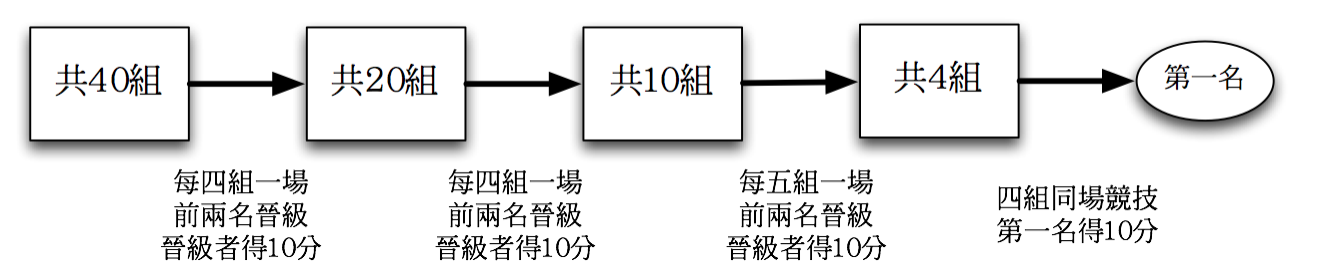 共40組
共20組
共10組
共4組
第一名
每四組一場
前兩名晉級
晉級者得10分
每四組一場
前兩名晉級
晉級者得10分
每五組一場
前兩名晉級
晉級者得10分
四組同場競技
第一名得10分